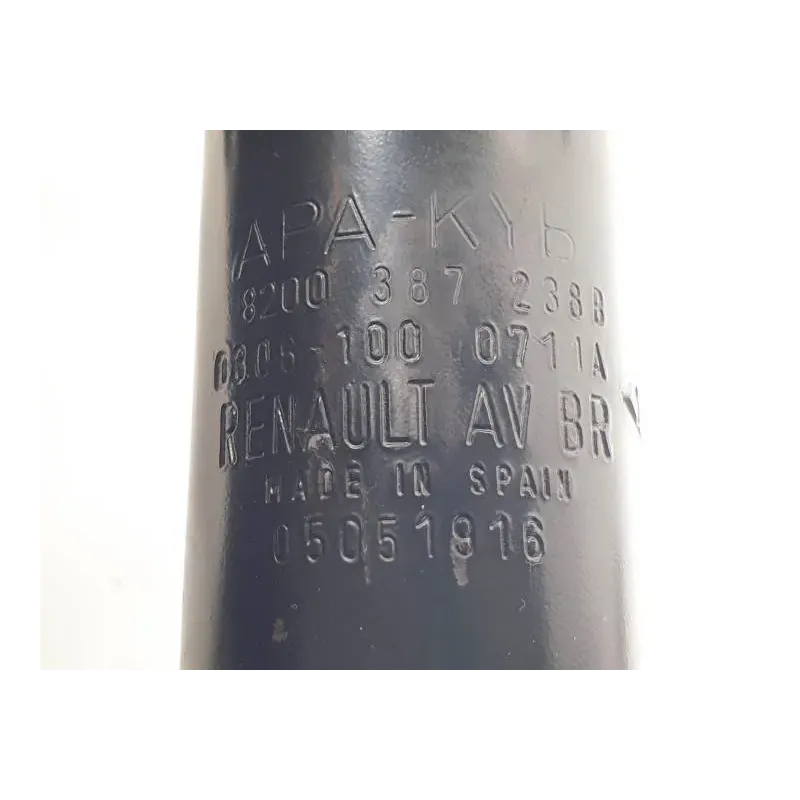 APA-KYB
8200 387 238B
0306-100 0711A
RENAULT AV BR
MADE IN SPAIN
05051916